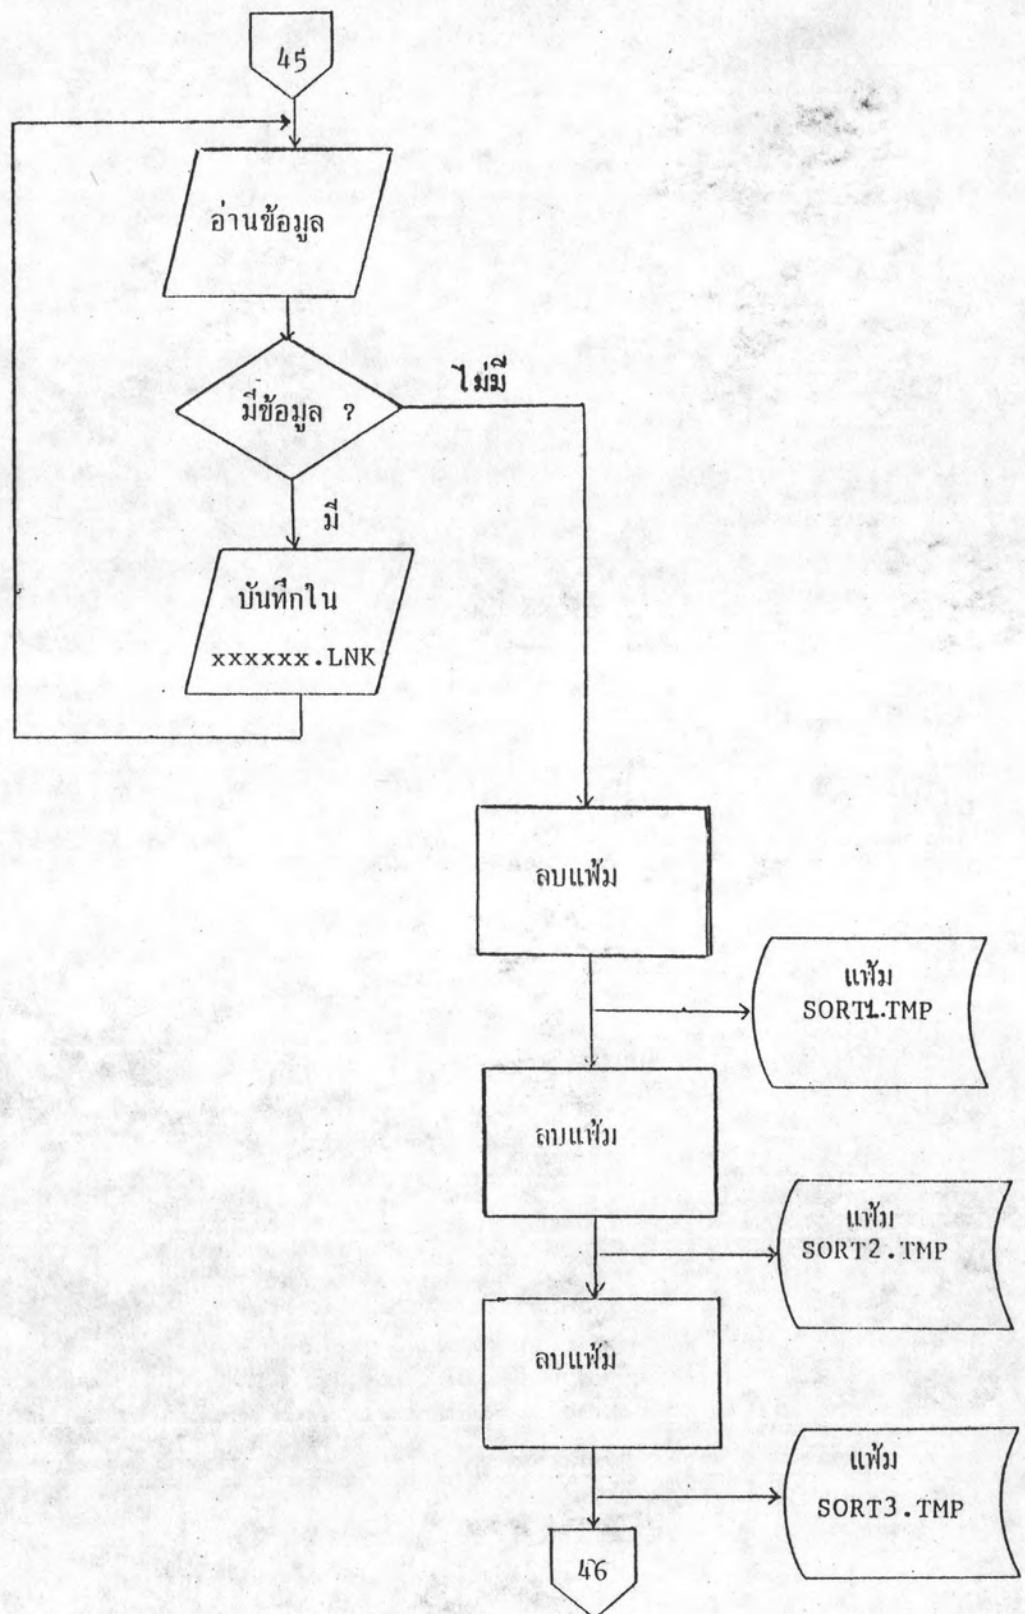 45
อ่านข้อมูล
มีข้อมูล ?
ไม่มี
มี
บันทึกใน
xxxxxx.LNK
ลบแฟ้ม
แฟ้ม
SORT1.TMP
ลบแฟ้ม
แฟ้ม
SORT2.TMP
ลบแฟ้ม
แฟ้ม
SORT3.TMP
46